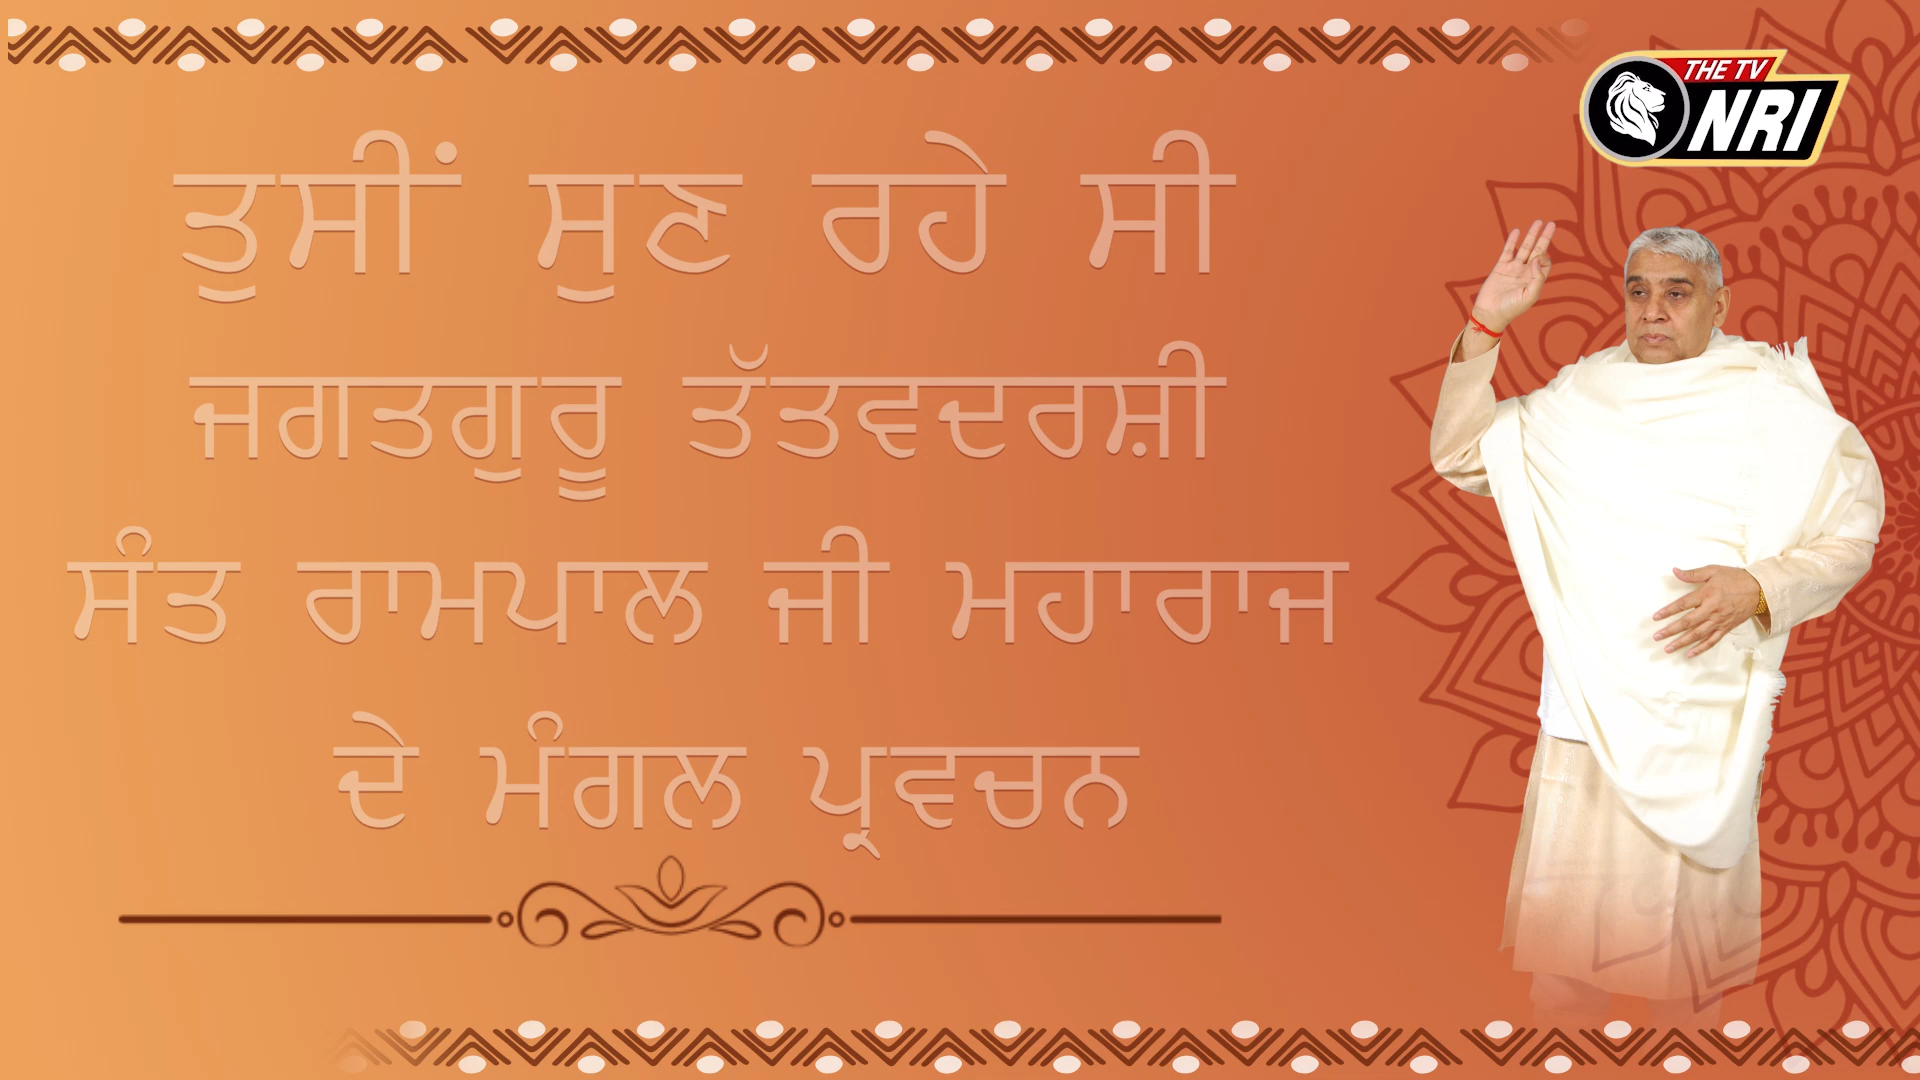 THE TV
NRI
ਤੁਸੀਂ ਸੁਣ ਰਹੇ ਸੀ
ਜਗਤਗੁਰੂ ਤੱਤਵਦਰਸ਼ੀ
ਸੰਤ ਰਾਮਪਾਲ ਜੀ ਮਹਾਰਾਜ
ਦੇ ਮੰਗਲ ਪ੍ਰਵਚਨ